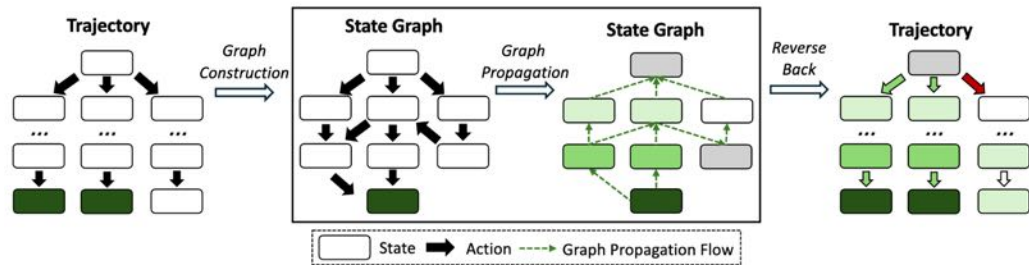 Trajectory
Graph
Construction
State Graph
Graph
Propagation
State Graph
Reverse
Back
Trajectory
...
...
...
...
...
...
State
Action
Graph Propagation Flow